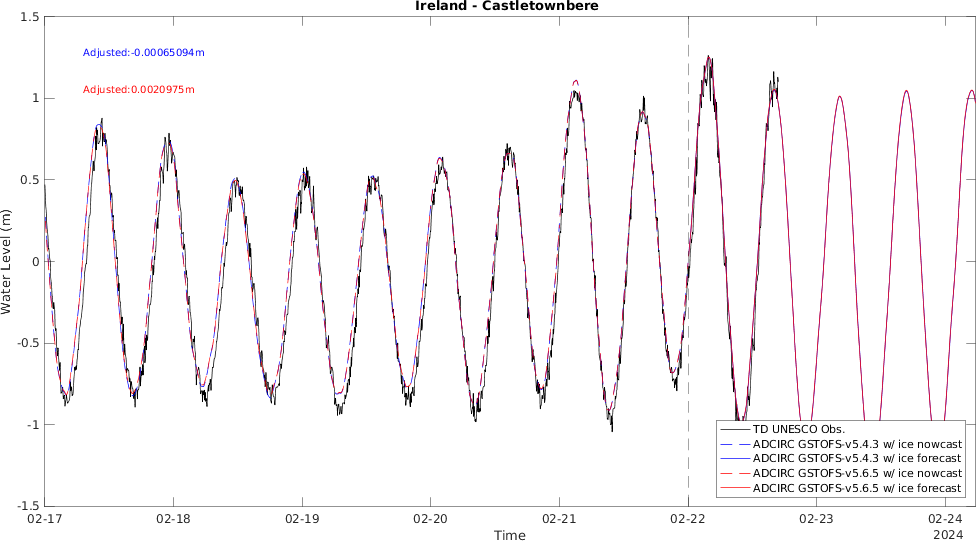 Ireland - Castletownbere
Adjusted:-0.00065094m
Adjusted:0.0020975m
1.5
1
0.5
0
-0.5
-1
-1.5
Water Level (m)
TD UNESCO Obs.
ADCIRC GSTOFS-v5.4.3 w/ ice nowcast
ADCIRC GSTOFS-v5.4.3 w/ ice forecast
ADCIRC GSTOFS-v5.6.5 w/ ice nowcast
ADCIRC GSTOFS-v5.6.5 w/ ice forecast
02-17 02-18 02-19 02-20 02-21 02-22 02-23 02-24
Time
2024